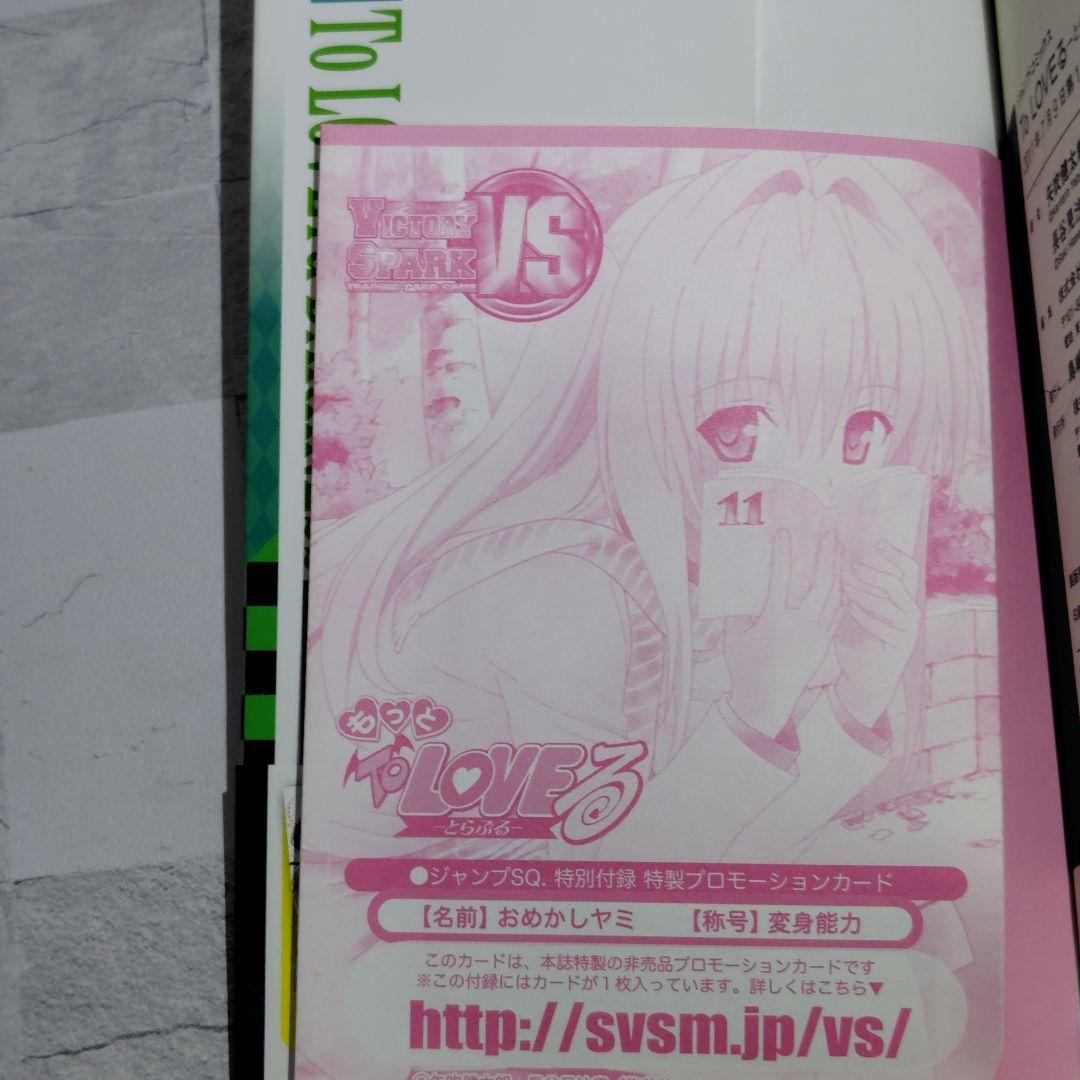 To LO
VICTORY
SPARK
TRADING CARD GAME
VS
11
To LOVEる
もっと
To LOVEる
―とらぶる―
●ジャンプSQ. 特別付録 特製プロモーションカード
【名前】おめかしヤミ 【称号】変身能力
このカードは、本誌特製の非売品プロモーションカードです
※この付録にはカードが1枚入っています。詳しくはこちら▼
http://svsm.jp/vs/